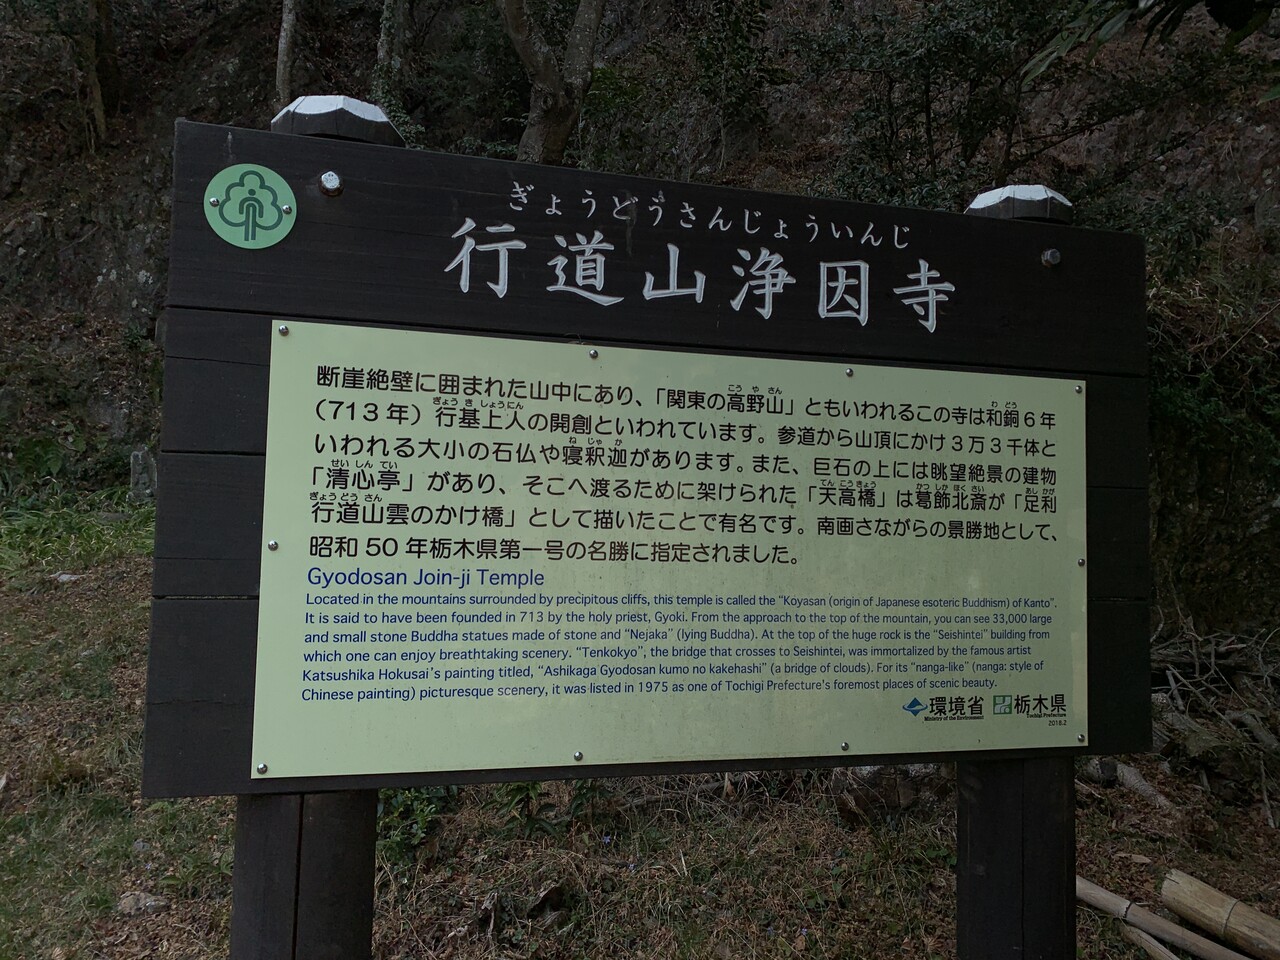 ぎょうどうさんじょういんじ
行道山浄因寺
断崖絶壁に囲まれた山中にあり、「関東の高野山」ともいわれるこの寺は和銅6年
（713年）行基上人の開創といわれています。参道から山頂にかけ3万3千体と
いわれる大小の石仏や寝釈迦があります。また、巨石の上には眺望絶景の建物
「清心亭」があり、そこへ渡るために架けられた「天高橋」は葛飾北斎が「足利
行道山雲のかけ橋」として描いたことで有名です。南画さながらの景勝地として、
昭和50年栃木県第一号の名勝に指定されました。
Gyodosan Join-ji Temple
Located in the mountains surrounded by precipitous cliffs, this temple is called the "Koyasan (origin of Japanese esoteric Buddhism) of Kanto".
It is said to have been founded in 713 by the holy priest, Gyoki. From the approach to the top of the mountain, you can see 33,000 large
and small stone Buddha statues made of stone and "Nejaka" (lying Buddha). At the top of the huge rock is the "Seishintei" building from
which one can enjoy breathtaking scenery. "Tenkokyo", the bridge that crosses to Seishintei, was immortalized by the famous artist
Katsushika Hokusai's painting titled, "Ashikaga Gyodosan kumo no kakehashi" (a bridge of clouds). For its "nanga-like" (nanga: style of
Chinese painting) picturesque scenery, it was listed in 1975 as one of Tochigi Prefecture's foremost places of scenic beauty.
環境省 栃木県
Ministry of the Environment Tochigi Prefecture
2018.2